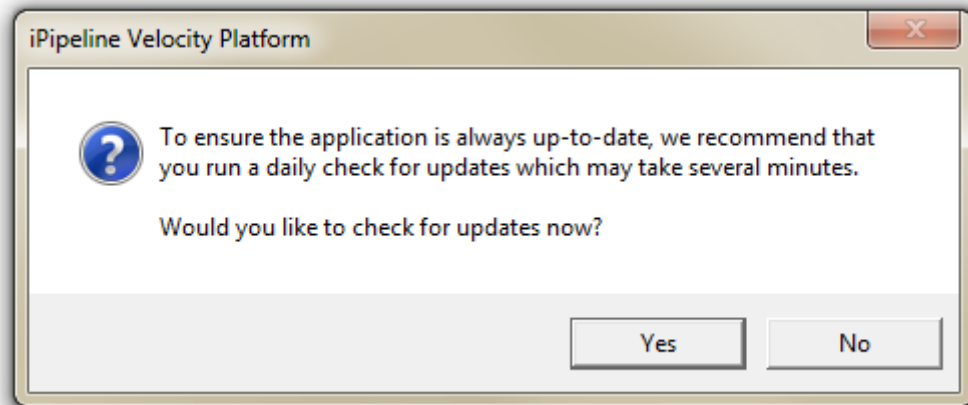 iPipeline Velocity Platform
To ensure the application is always up-to-date, we recommend that
you run a daily check for updates which may take several minutes.
Would you like to check for updates now?
Yes No